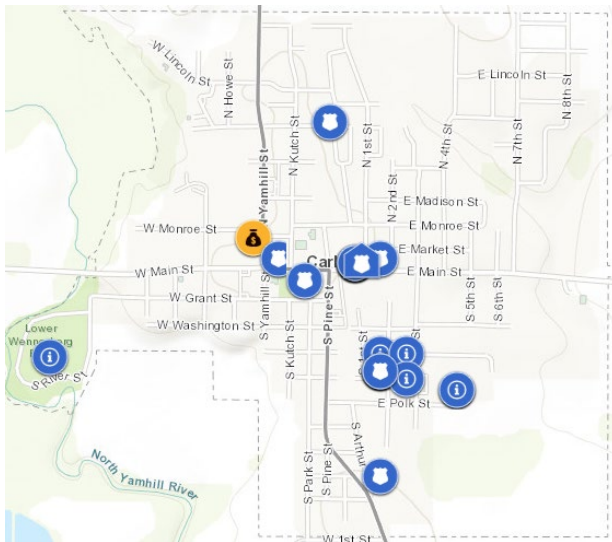 W Lincoln St
N Howe St
E Lincoln St
N 8th St
N Kutch St
N 1st St
N 4th St
N 7th St
N Yamhill St
N 2nd St
E Madison St
W Monroe St
E Monroe St
E Market St
Carl
W Main St
E Main St
W Grant St
S Yamhill St
S Pine St
S 5th St
S 6th St
W Washington St
S Kutch St
S 1st St
Lower
S River St
E Polk St
S Arthur
North Yamhill River
S Park St
S Pine St
W 1st St